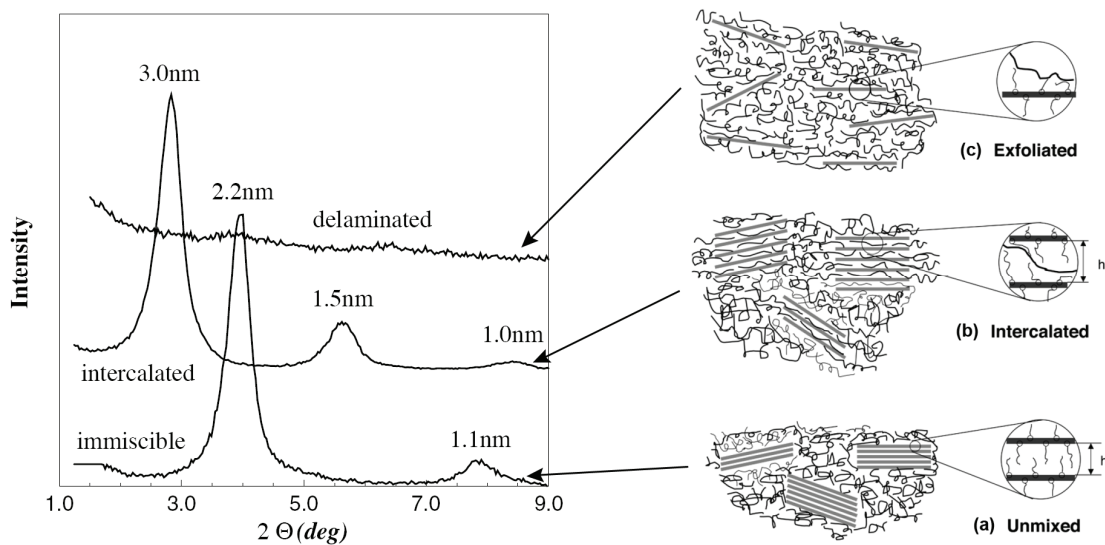 3.0nm
2.2nm
delaminated
1.5nm
1.0nm
intercalated
immiscible
1.1nm
Intensity
1.0 3.0 5.0 7.0 9.0
2 Θ(deg)
(c) Exfoliated
h
(b) Intercalated
h
(a) Unmixed